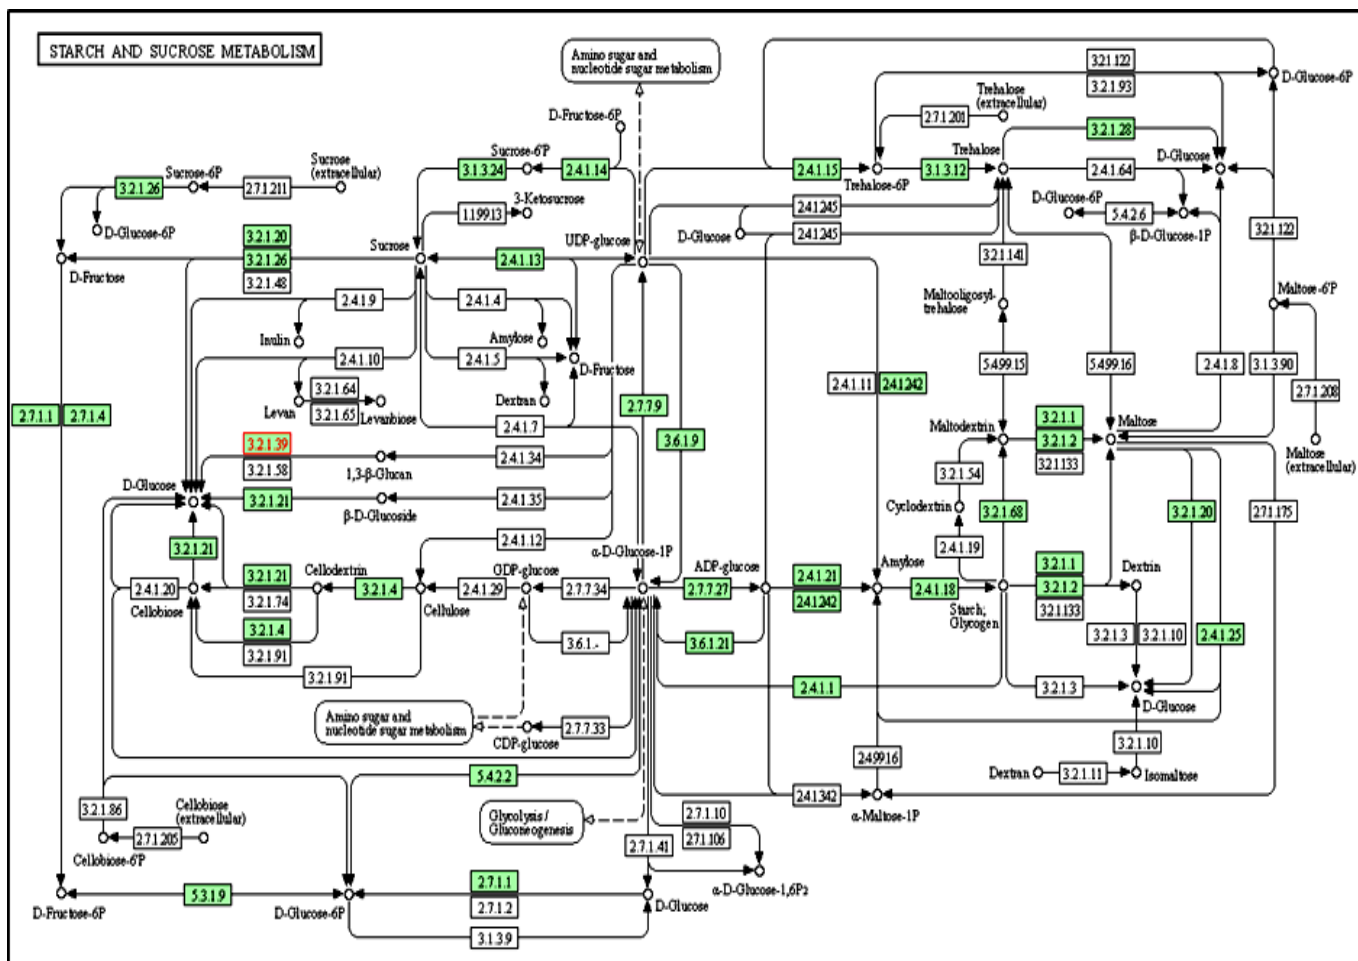 STARCH AND SUCROSE METABOLISM
Amino sugar and
nucleotide sugar metabolism
3.2.1.122
3.2.1.93
D-Glucose-6P
Trehalose
(extracellular)
2.7.1.201
D-Fructose-6P
3.2.1.28
Sucrose-6'P
3.1.3.24
2.4.1.14
Sucrose
(extracellular)
Sucrose-6P
3.2.1.26
2.7.1.211
2.4.1.15
Trehalose-6P
3.1.3.12
Trehalose
2.4.1.64
D-Glucose
3-Ketosucrose
1.1.99.13
D-Glucose-6P
D-Glucose
2.4.1.245
2.4.1.245
D-Glucose-6P
5.4.2.6
β-D-Glucose-1P
3.2.1.122
3.2.1.20
3.2.1.26
3.2.1.48
D-Fructose
Sucrose
2.4.1.13
UDP-glucose
3.2.1.141
Maltooligosyl-
trehalose
Maltose-6'P
2.4.1.9
2.4.1.4
Inulin
Amylose
2.4.1.10
2.4.1.5
D-Fructose
5.4.99.15
5.4.99.16
2.4.1.8
3.1.3.90
2.7.1.208
3.2.1.64
3.2.1.65
Levan
Levanbiose
Dextran
2.4.1.11
2.4.1.242
2.7.1.1
2.7.1.4
2.7.7.9
2.4.1.7
3.6.1.9
3.2.1.39
3.2.1.58
1,3-β-Glucan
2.4.1.34
Maltodextrin
3.2.1.1
3.2.1.2
3.2.1.133
Maltose
Maltose
(extracellular)
3.2.1.54
D-Glucose
3.2.1.21
β-D-Glucoside
2.4.1.35
Cyclodextrin
3.2.1.68
3.2.1.20
2.7.1.175
3.2.1.21
2.4.1.12
2.4.1.19
α-D-Glucose-1P
ADP-glucose
2.4.1.20
Cellobiose
3.2.1.21
3.2.1.74
Cellodextrin
3.2.1.4
Cellulose
2.4.1.29
GDP-glucose
2.7.7.34
2.7.7.27
2.4.1.21
2.4.1.242
Amylose
2.4.1.18
Starch;
Glycogen
3.2.1.1
3.2.1.2
3.2.1.133
Dextrin
3.2.1.4
3.2.1.91
3.6.1.-
3.6.1.21
3.2.1.3
3.2.1.10
2.4.1.25
3.2.1.91
2.4.1.1
3.2.1.3
D-Glucose
Amino sugar and
nucleotide sugar metabolism
CDP-glucose
2.7.7.33
2.4.99.16
3.2.1.10
Dextran
3.2.1.11
Isomaltose
5.4.2.2
3.2.1.86
Cellobiose
(extracellular)
2.4.1.342
α-Maltose-1P
Glycolysis /
Gluconeogenesis
2.7.1.10
2.7.1.106
2.7.1.205
Cellobiose-6'P
2.7.1.41
α-D-Glucose-1,6P2
D-Fructose-6P
5.3.1.9
D-Glucose-6P
2.7.1.1
2.7.1.2
D-Glucose
3.1.3.9